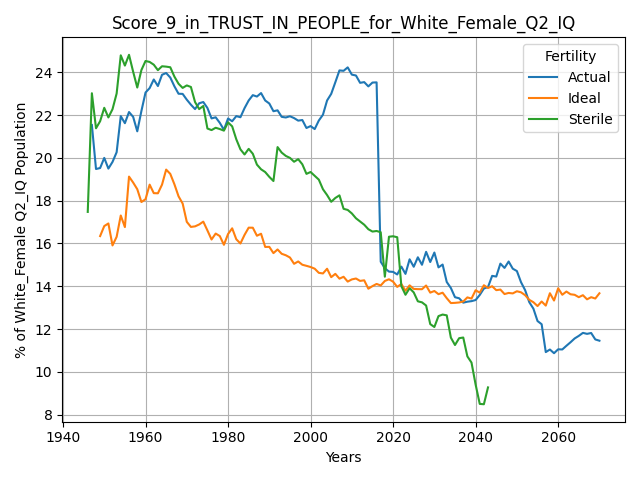 Score_9_in_TRUST_IN_PEOPLE_for_White_Female_Q2_IQ
% of White_Female Q2_IQ Population
24
22
20
18
16
14
12
10
8
Fertility
Actual
Ideal
Sterile
1940 1960 1980 2000 2020 2040 2060
Years